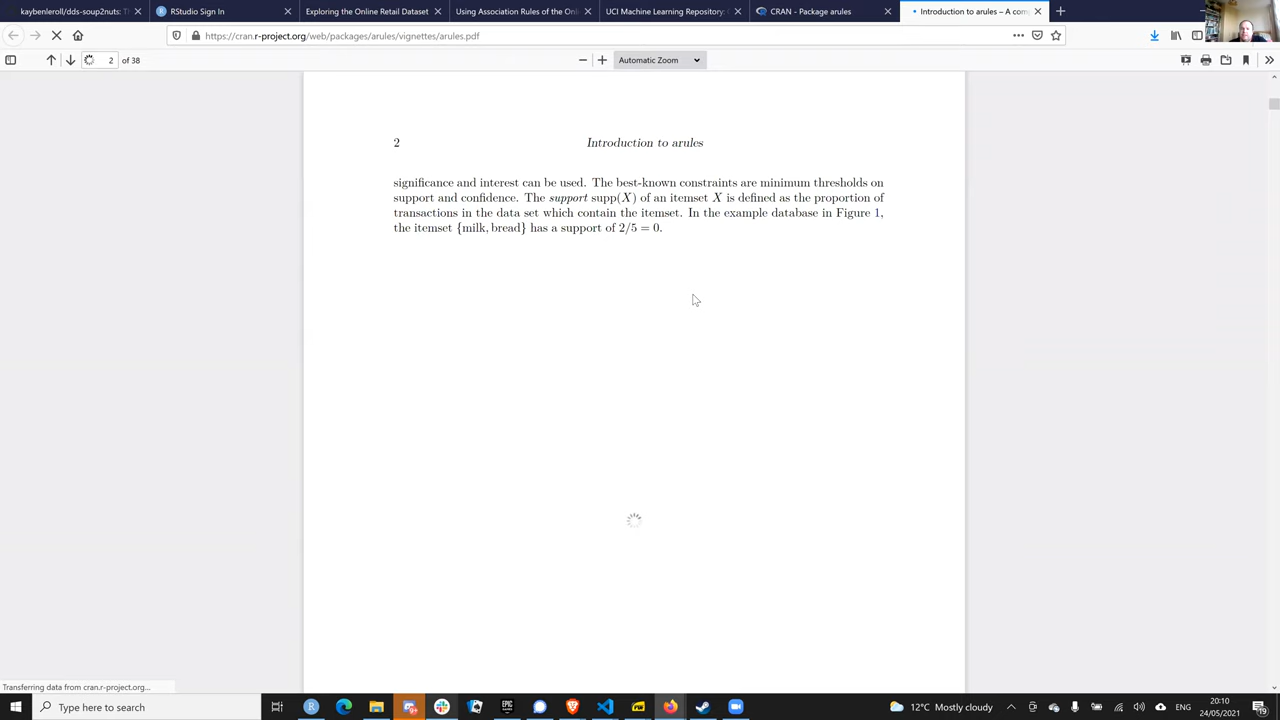 kaybenleroll/dds-soup2nuts: T
RStudio Sign In
Exploring the Online Retail Dataset
Using Association Rules of the Onl
UCI Machine Learning Repository:
CRAN - Package arules
Introduction to arules – A com
https://cran.r-project.org/web/packages/arules/vignettes/arules.pdf
2 of 38
Automatic Zoom
2 Introduction to arules
significance and interest can be used. The best-known constraints are minimum thresholds on
support and confidence. The support supp(X) of an itemset X is defined as the proportion of
transactions in the data set which contain the itemset. In the example database in Figure 1,
the itemset {milk, bread} has a support of 2/5 = 0.
Transferring data from cran.r-project.org...
Type here to search
12°C Mostly cloudy
ENG
20:10
24/05/2021
19